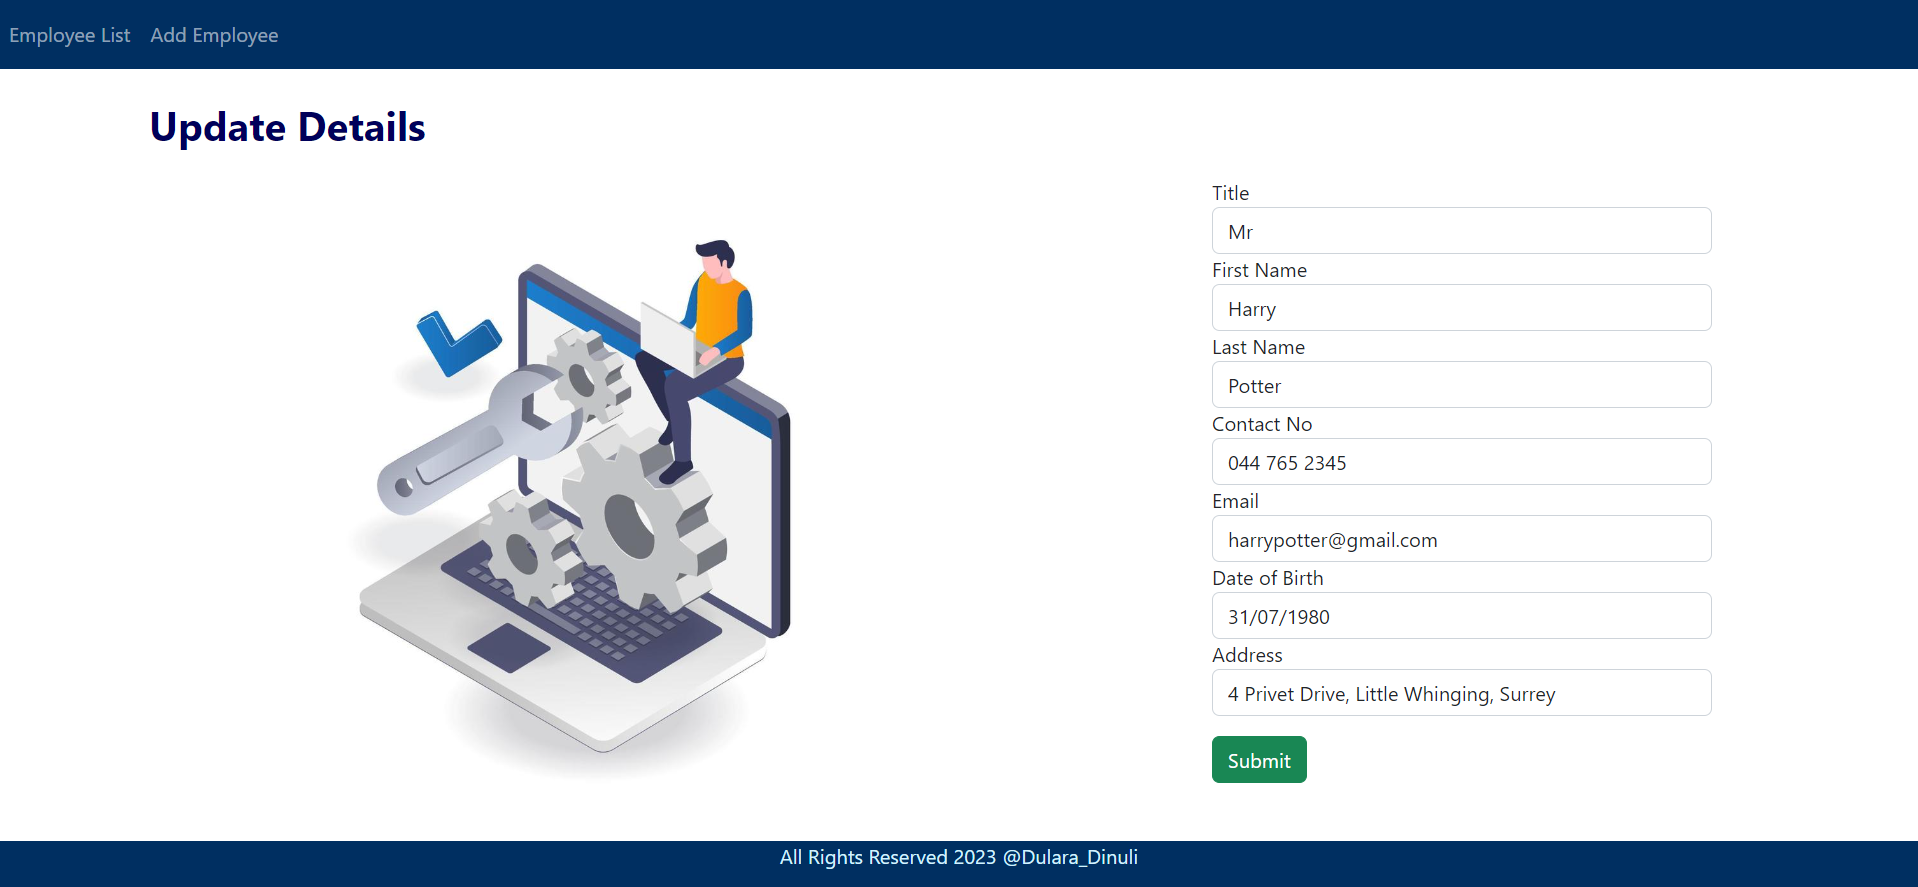 Employee List Add Employee
Update Details
Title
Mr
First Name
Harry
Last Name
Potter
Contact No
044 765 2345
Email
harrypotter@gmail.com
Date of Birth
31/07/1980
Address
4 Privet Drive, Little Whinging, Surrey
Submit
All Rights Reserved 2023 @Dulara_Dinuli